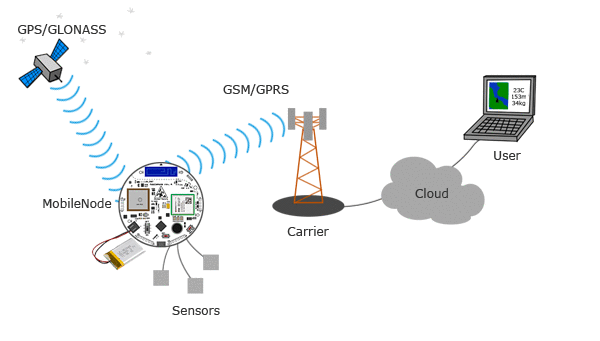 GPS/GLONASS
GSM/GPRS
23C
153m
34kg
User
MobileNode
Cloud
Carrier
Sensors